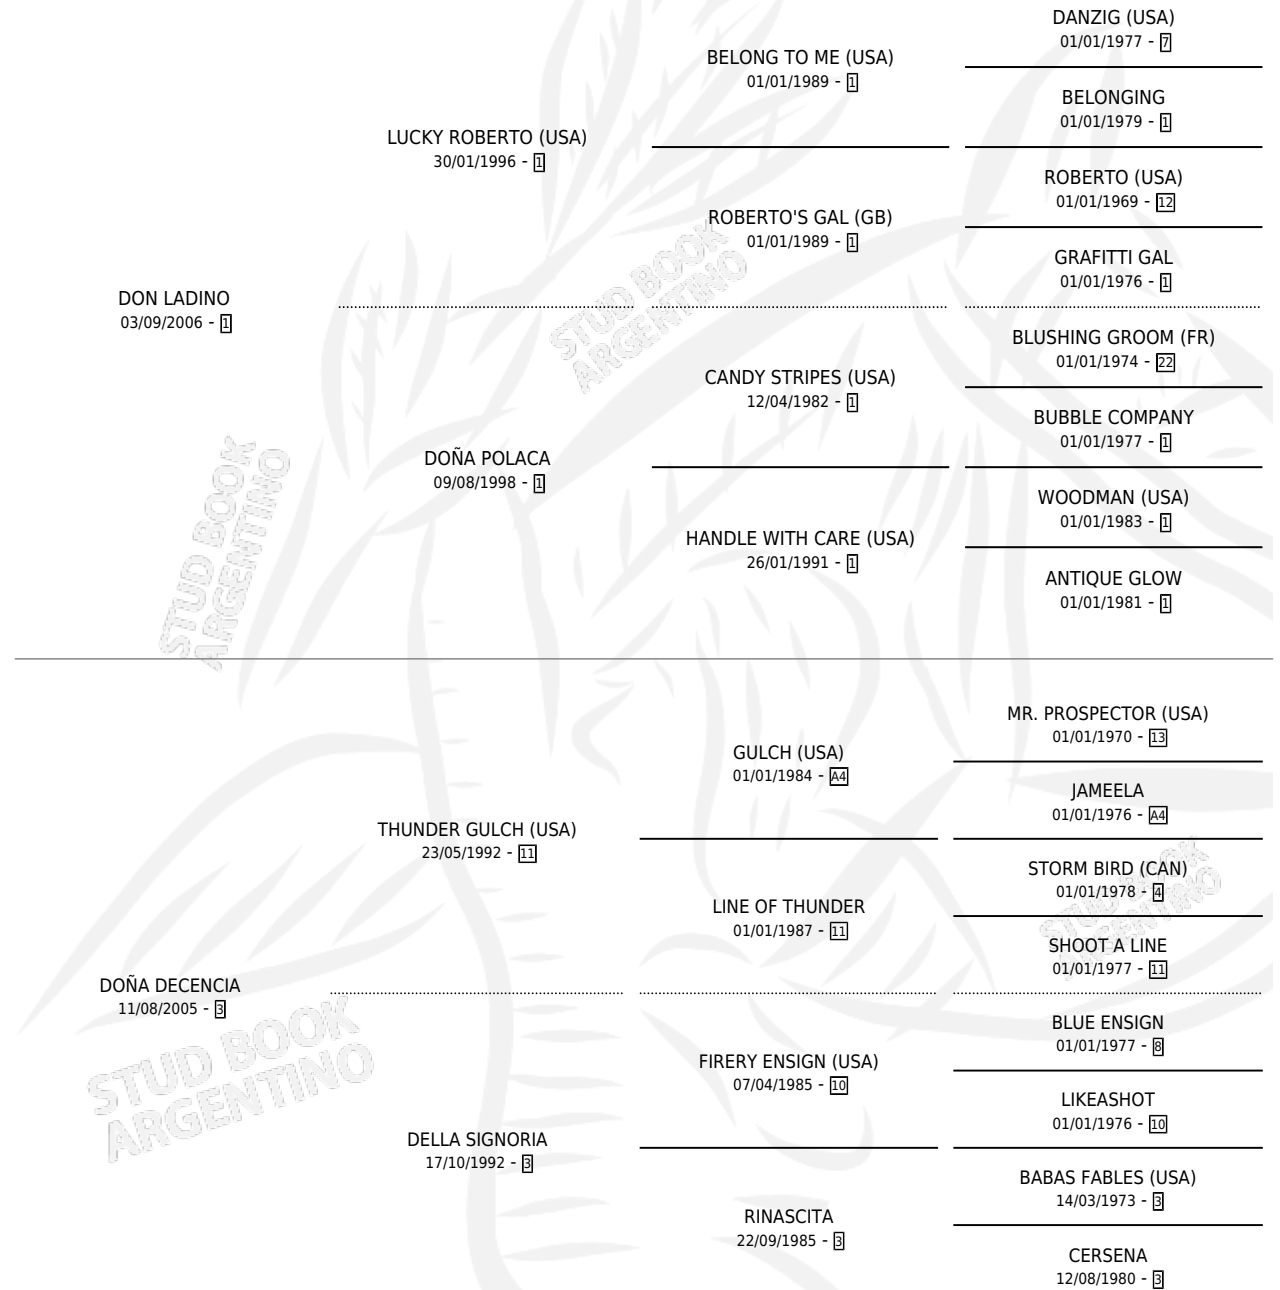 DANZIG (USA)
01/01/1977 - 7
BELONG TO ME (USA)
01/01/1989 - 1
BELONGING
01/01/1979 - 1
LUCKY ROBERTO (USA)
30/01/1996 - 1
ROBERTO (USA)
01/01/1969 - 12
ROBERTO'S GAL (GB)
01/01/1989 - 1
GRAFITTI GAL
01/01/1976 - 1
DON LADINO
03/09/2006 - 1
STUD BOOK
ARGENTINO
BLUSHING GROOM (FR)
01/01/1974 - 22
CANDY STRIPES (USA)
12/04/1982 - 1
BUBBLE COMPANY
01/01/1977 - 1
DOÑA POLACA
09/08/1998 - 1
WOODMAN (USA)
01/01/1983 - 1
HANDLE WITH CARE (USA)
26/01/1991 - 1
ANTIQUE GLOW
01/01/1981 - 1
STUD BOOK
ARGENTINO
MR. PROSPECTOR (USA)
01/01/1970 - 13
GULCH (USA)
01/01/1984 - A4
JAMEELA
01/01/1976 - A4
THUNDER GULCH (USA)
23/05/1992 - 11
STORM BIRD (CAN)
01/01/1978 - 4
LINE OF THUNDER
01/01/1987 - 11
STUD BOOK
ARGENTINO
SHOOT A LINE
01/01/1977 - 11
DOÑA DECENCIA
11/08/2005 - 3
BLUE ENSIGN
01/01/1977 - 8
FIRERY ENSIGN (USA)
07/04/1985 - 10
STUD BOOK
ARGENTINO
LIKEASHOT
01/01/1976 - 10
DELLA SIGNORIA
17/10/1992 - 3
BABAS FABLES (USA)
14/03/1973 - 3
RINASCITA
22/09/1985 - 3
CERSENA
12/08/1980 - 3